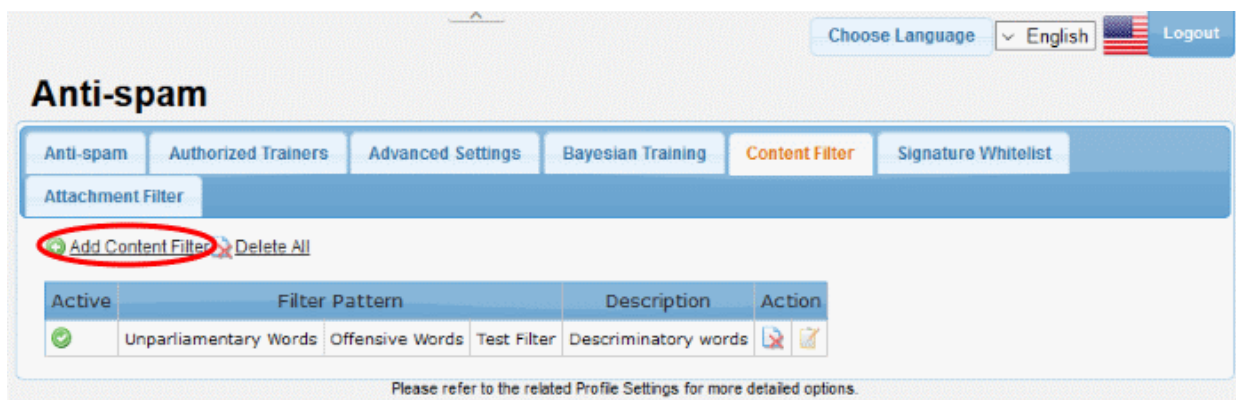 Choose Language English Logout
Anti-spam
Anti-spam Authorized Trainers Advanced Settings Bayesian Training Content Filter Signature Whitelist
Attachment Filter
Add Content Filter Delete All
Active Filter Pattern Description Action
Unparliamentary Words Offensive Words Test Filter Descriminatory words
Please refer to the related Profile Settings for more detailed options.